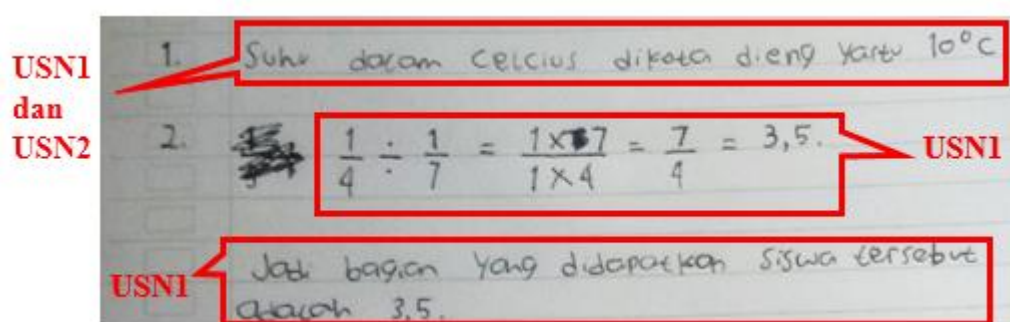 USN1 dan USN2
1. Suhu dalam celcius dikota dieng yaitu 10°C
2. 1/4 ÷ 1/7 = 1×7/1×4 = 7/4 = 3,5.
USN1
USN1
Jadi bagian yang didapatkan siswa tersebut
adalah 3,5.